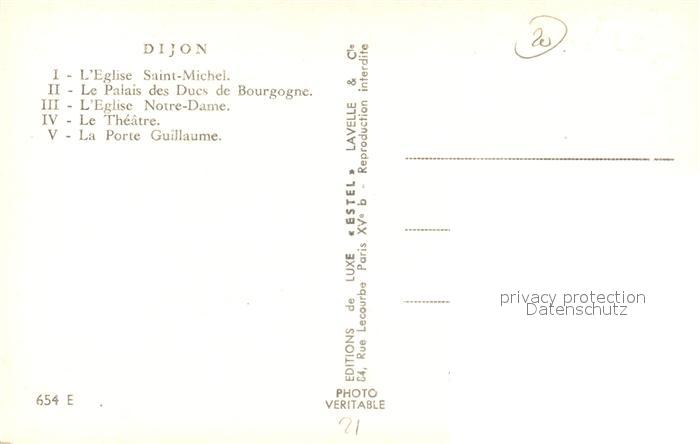 DIJON
I - L'Eglise Saint-Michel.
II - Le Palais des Ducs de Bourgogne.
III - L'Eglise Notre-Dame.
IV - Le Théâtre.
V - La Porte Guillaume.
654 E
EDITIONS de LUXE « ESTEL » LAVELLE & Cie
84, Rue Lecourbe Paris XVe b - Reproduction interdite
PHOTO
VERITABLE
21
20
privacy protection
Datenschutz